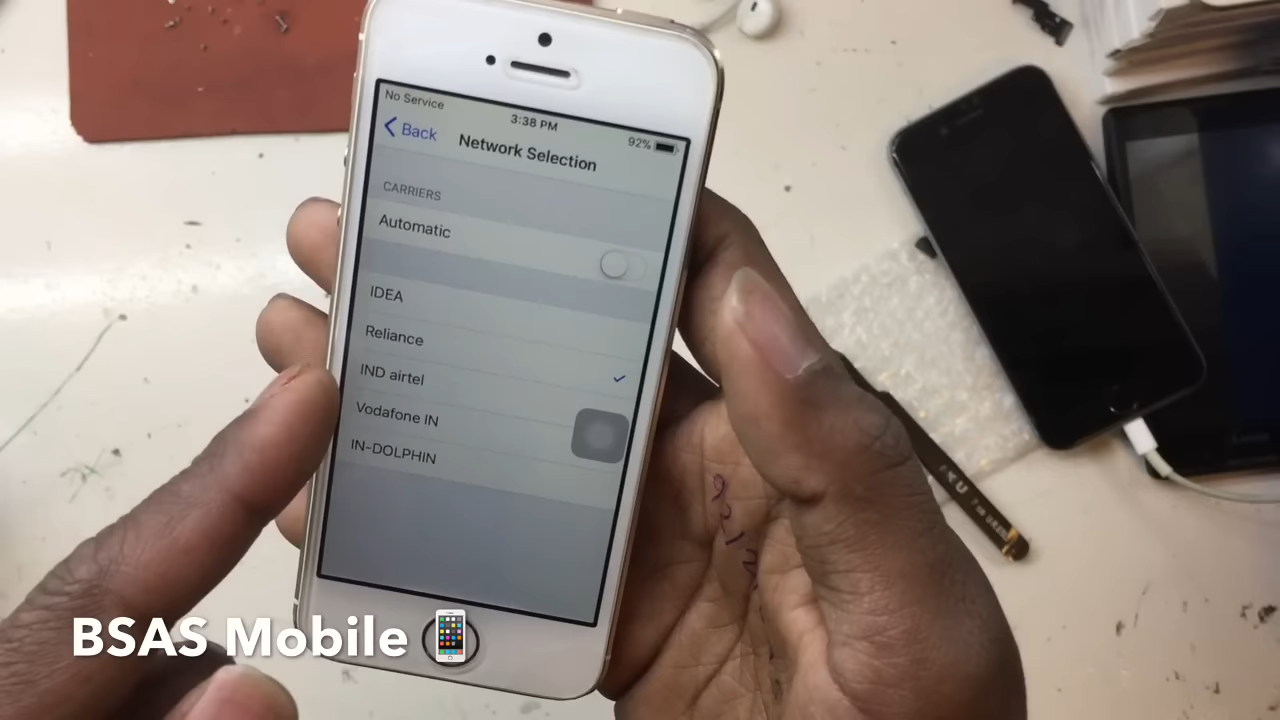 No Service
3:38 PM
92%
Back
Network Selection
CARRIERS
Automatic
IDEA
Reliance
IND airtel
Vodafone IN
IN-DOLPHIN
BSAS Mobile 📱